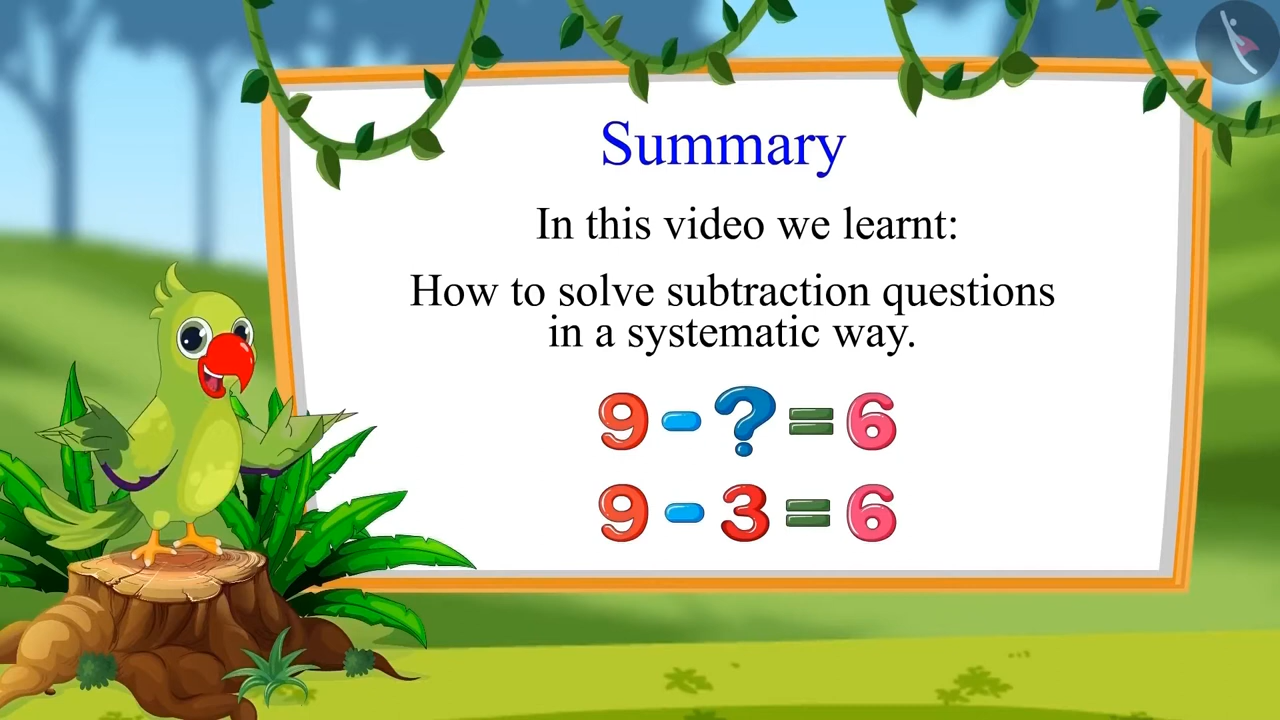 Summary
In this video we learnt:
How to solve subtraction questions
in a systematic way.
9 - ? = 6
9 - 3 = 6